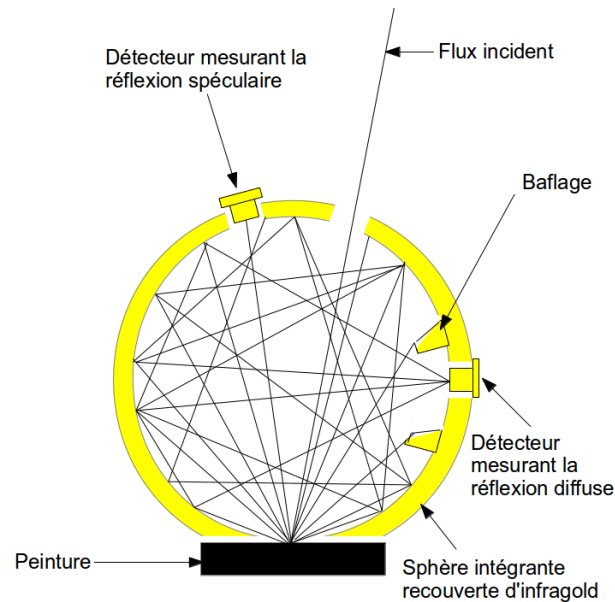 Détecteur mesurant la
réflexion spéculaire
Flux incident
Baflage
Détecteur
mesurant la
réflexion diffuse
Peinture
Sphère intégrante
recouverte d'infragold